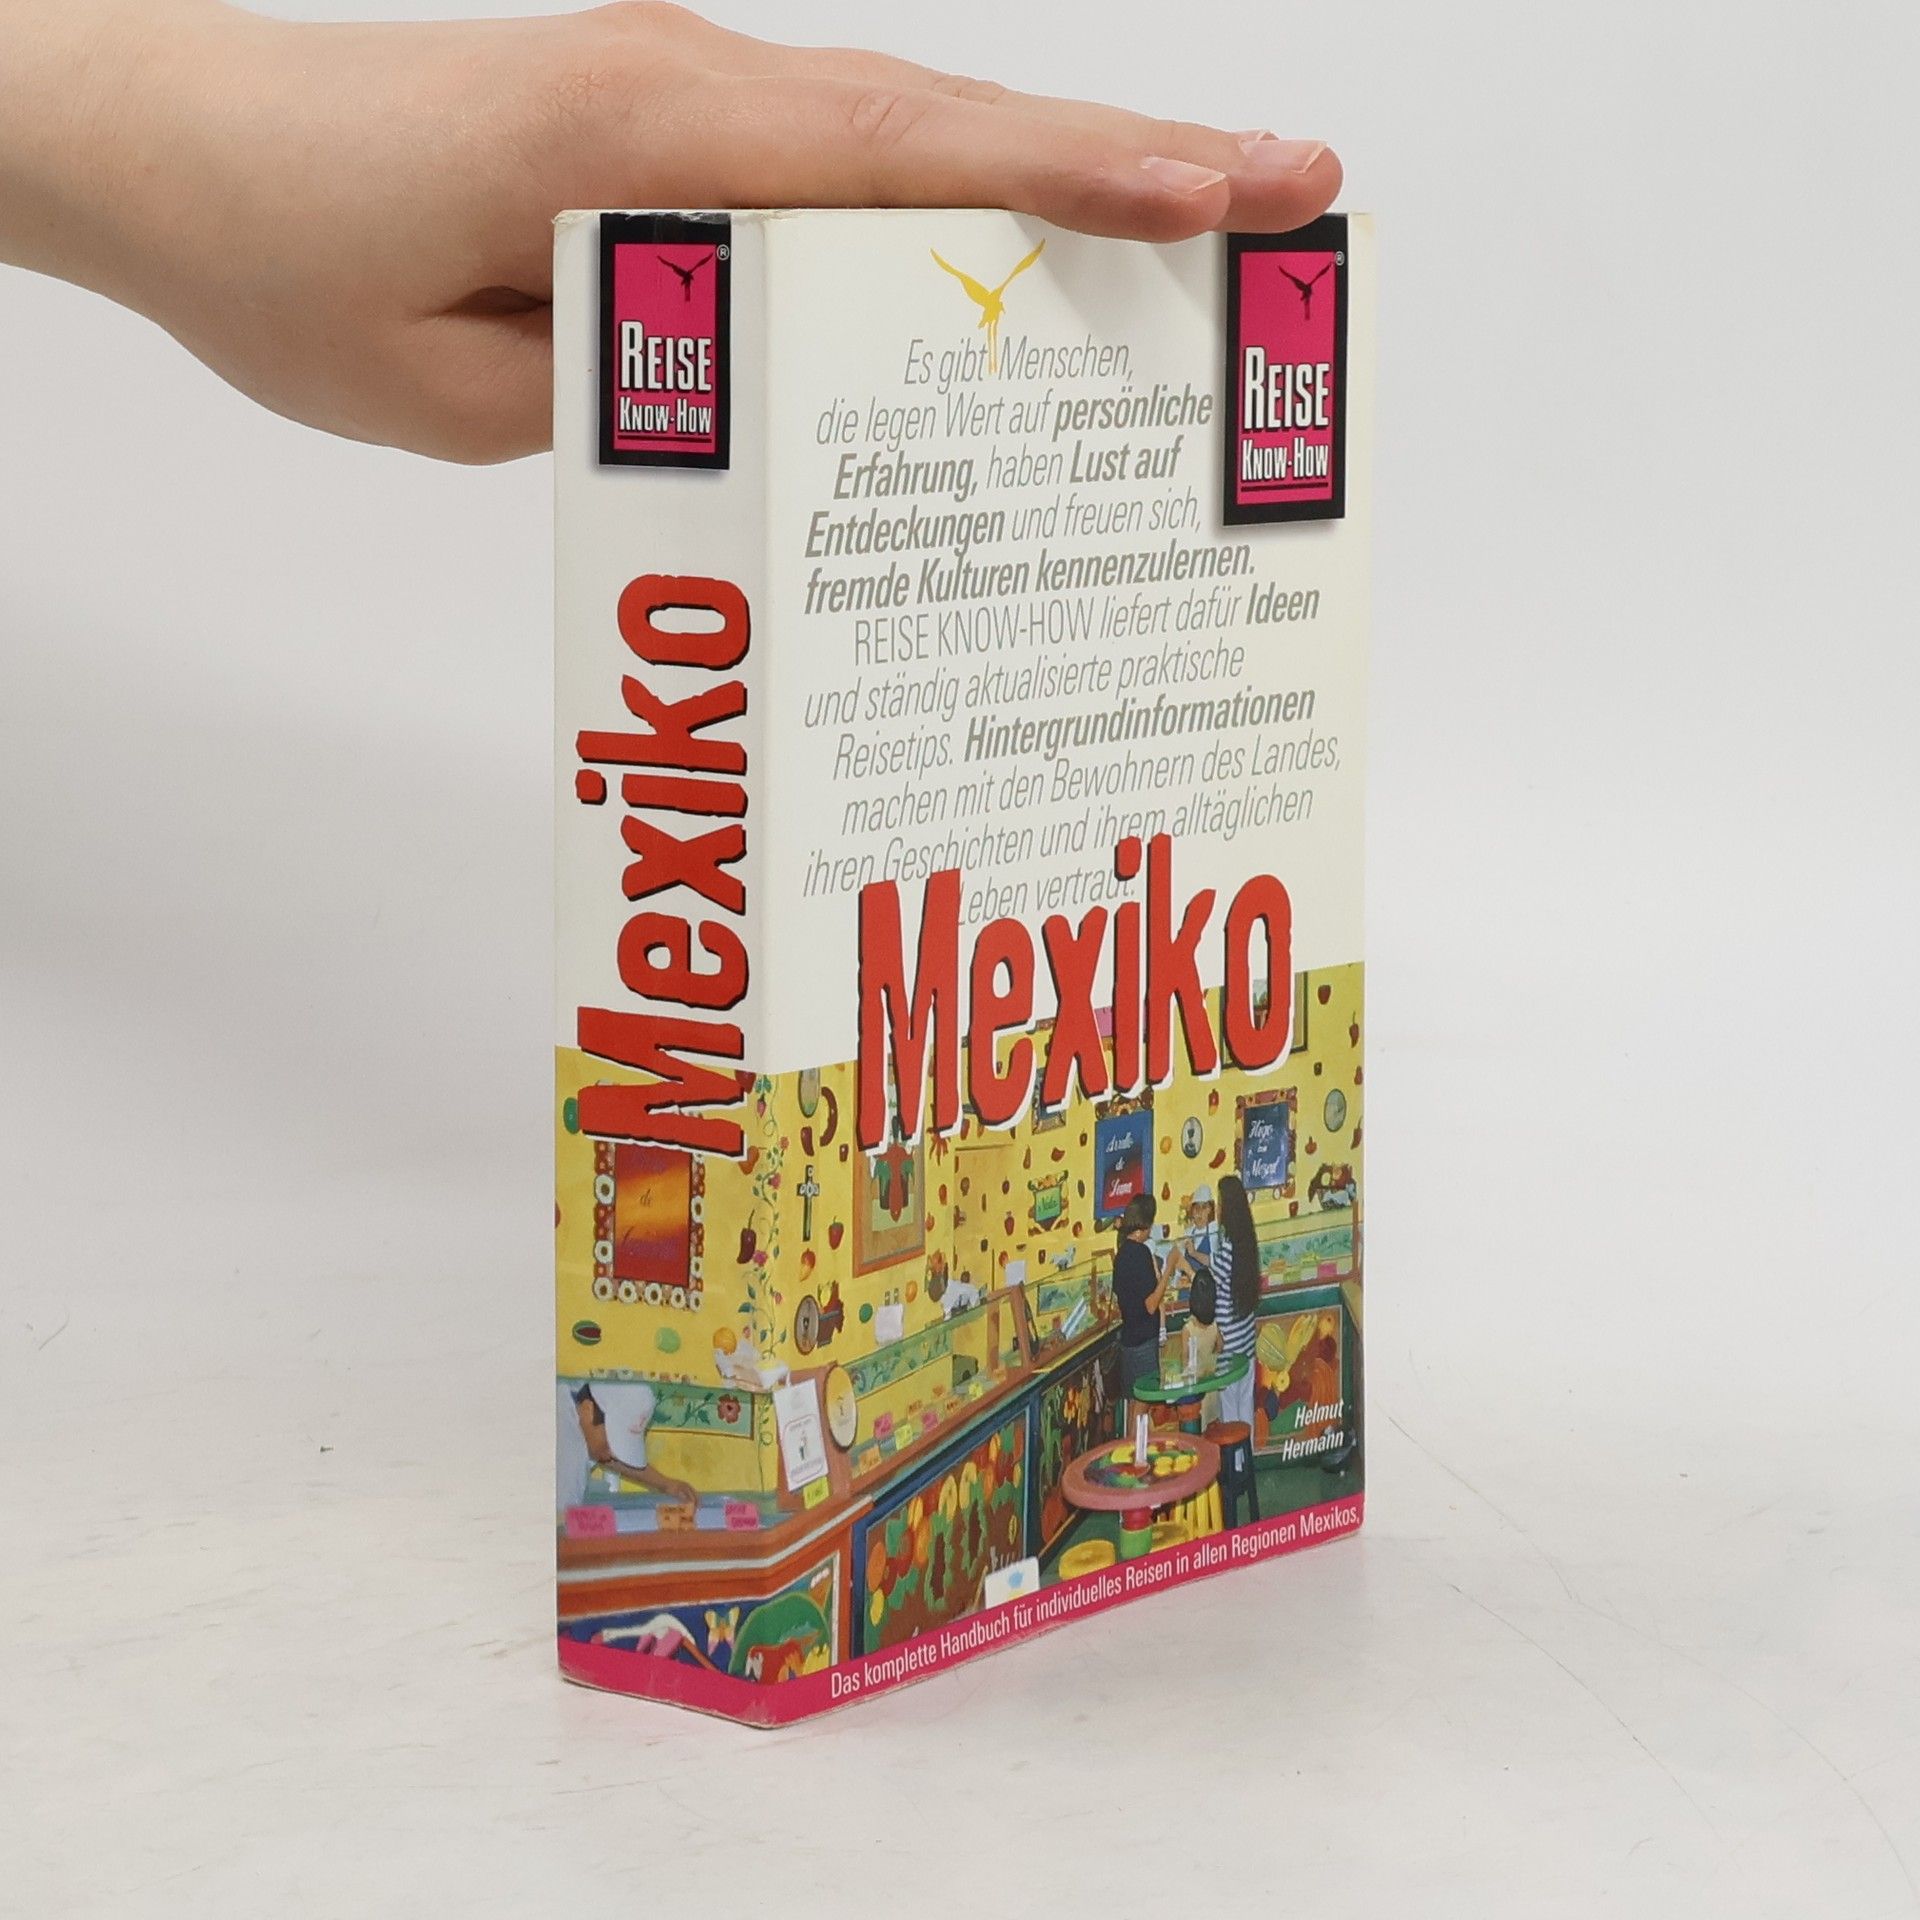 REISE
KNOW-HOW
®
Mexiko
Es gibt Menschen,
die legen Wert auf persönliche
Erfahrung, haben Lust auf
Entdeckungen und freuen sich,
fremde Kulturen kennenzulernen.
REISE KNOW-HOW liefert dafür Ideen
und ständig aktualisierte praktische
Reisetips. Hintergrundinformationen
machen mit den Bewohnern des Landes,
ihren Geschichten und ihrem alltäglichen
Leben vertraut.
REISE
KNOW-HOW
®
Mexiko
de
Helmut
Hermann
Das komplette Handbuch für individuelles Reisen in allen Regionen Mexikos.